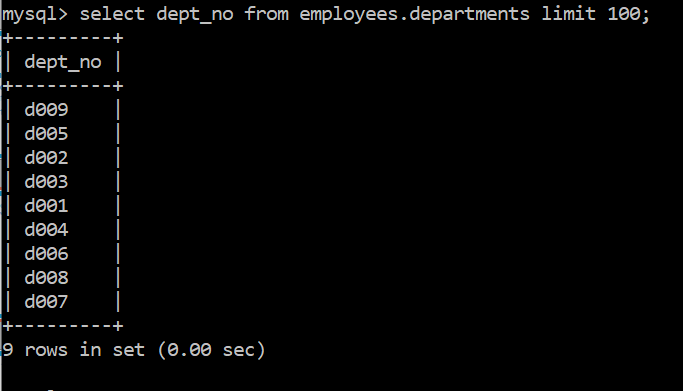 mysql> select dept_no from employees.departments limit 100;
+---------+
| dept_no |
+---------+
| d009    |
| d005    |
| d002    |
| d003    |
| d001    |
| d004    |
| d006    |
| d008    |
| d007    |
+---------+
9 rows in set (0.00 sec)